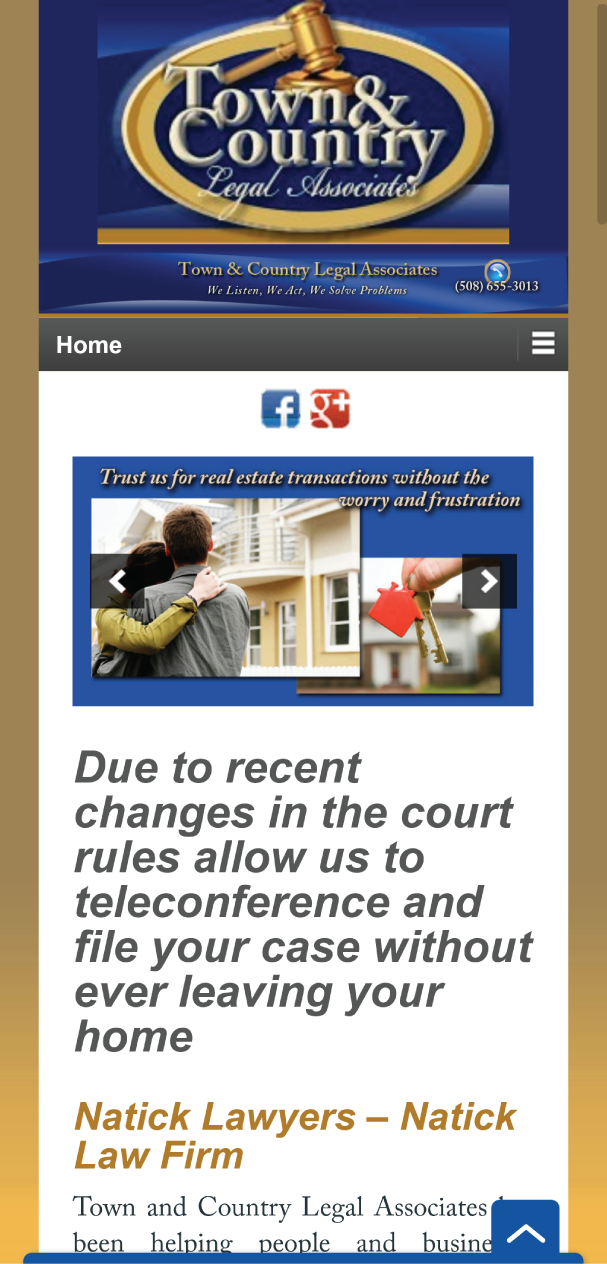 Town&
Country
Legal Associates
Town & Country Legal Associates
We Listen, We Act, We Solve Problems
(508) 655-3013
Home
f g+
Trust us for real estate transactions without the
worry and frustration
Due to recent
changes in the court
rules allow us to
teleconference and
file your case without
ever leaving your
home
Natick Lawyers – Natick
Law Firm
Town and Country Legal Associates
been helping people and